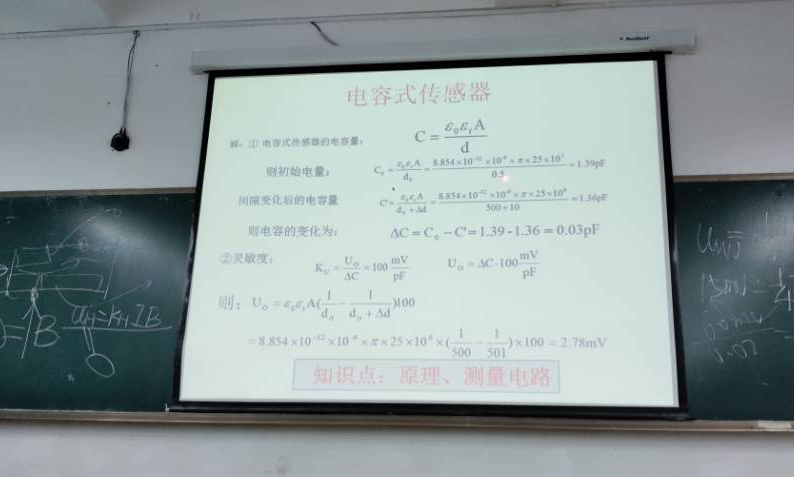 电容式传感器
解：① 电容式传感器的电容量： C = ε₀εᵣA / d
则初始电量： C₀ = ε₀εᵣA / d₀ = 8.854×10⁻¹²×10⁻⁶×π×25×10³ / 0.5 = 1.39pF
间隙变化后的电容量 C' = ε₀εᵣA / (d₀ + Δd) = 8.854×10⁻¹²×10⁻⁶×π×25×10⁶ / (500+10) = 1.36pF
则电容的变化为： ΔC = C₀ − C' = 1.39 - 1.36 = 0.03pF
②灵敏度： K_U = U_O / ΔC = 100 mV/pF U_O = ΔC·100 mV/pF
则：U_O = ε₀εᵣA(1/d₀ − 1/(d₀ + Δd))100
= 8.854×10⁻¹²×10⁻⁶×π×25×10⁶×(1/500 − 1/501)×100 = 2.78mV
知识点：原理、测量电路
B
U_H=K_H I B